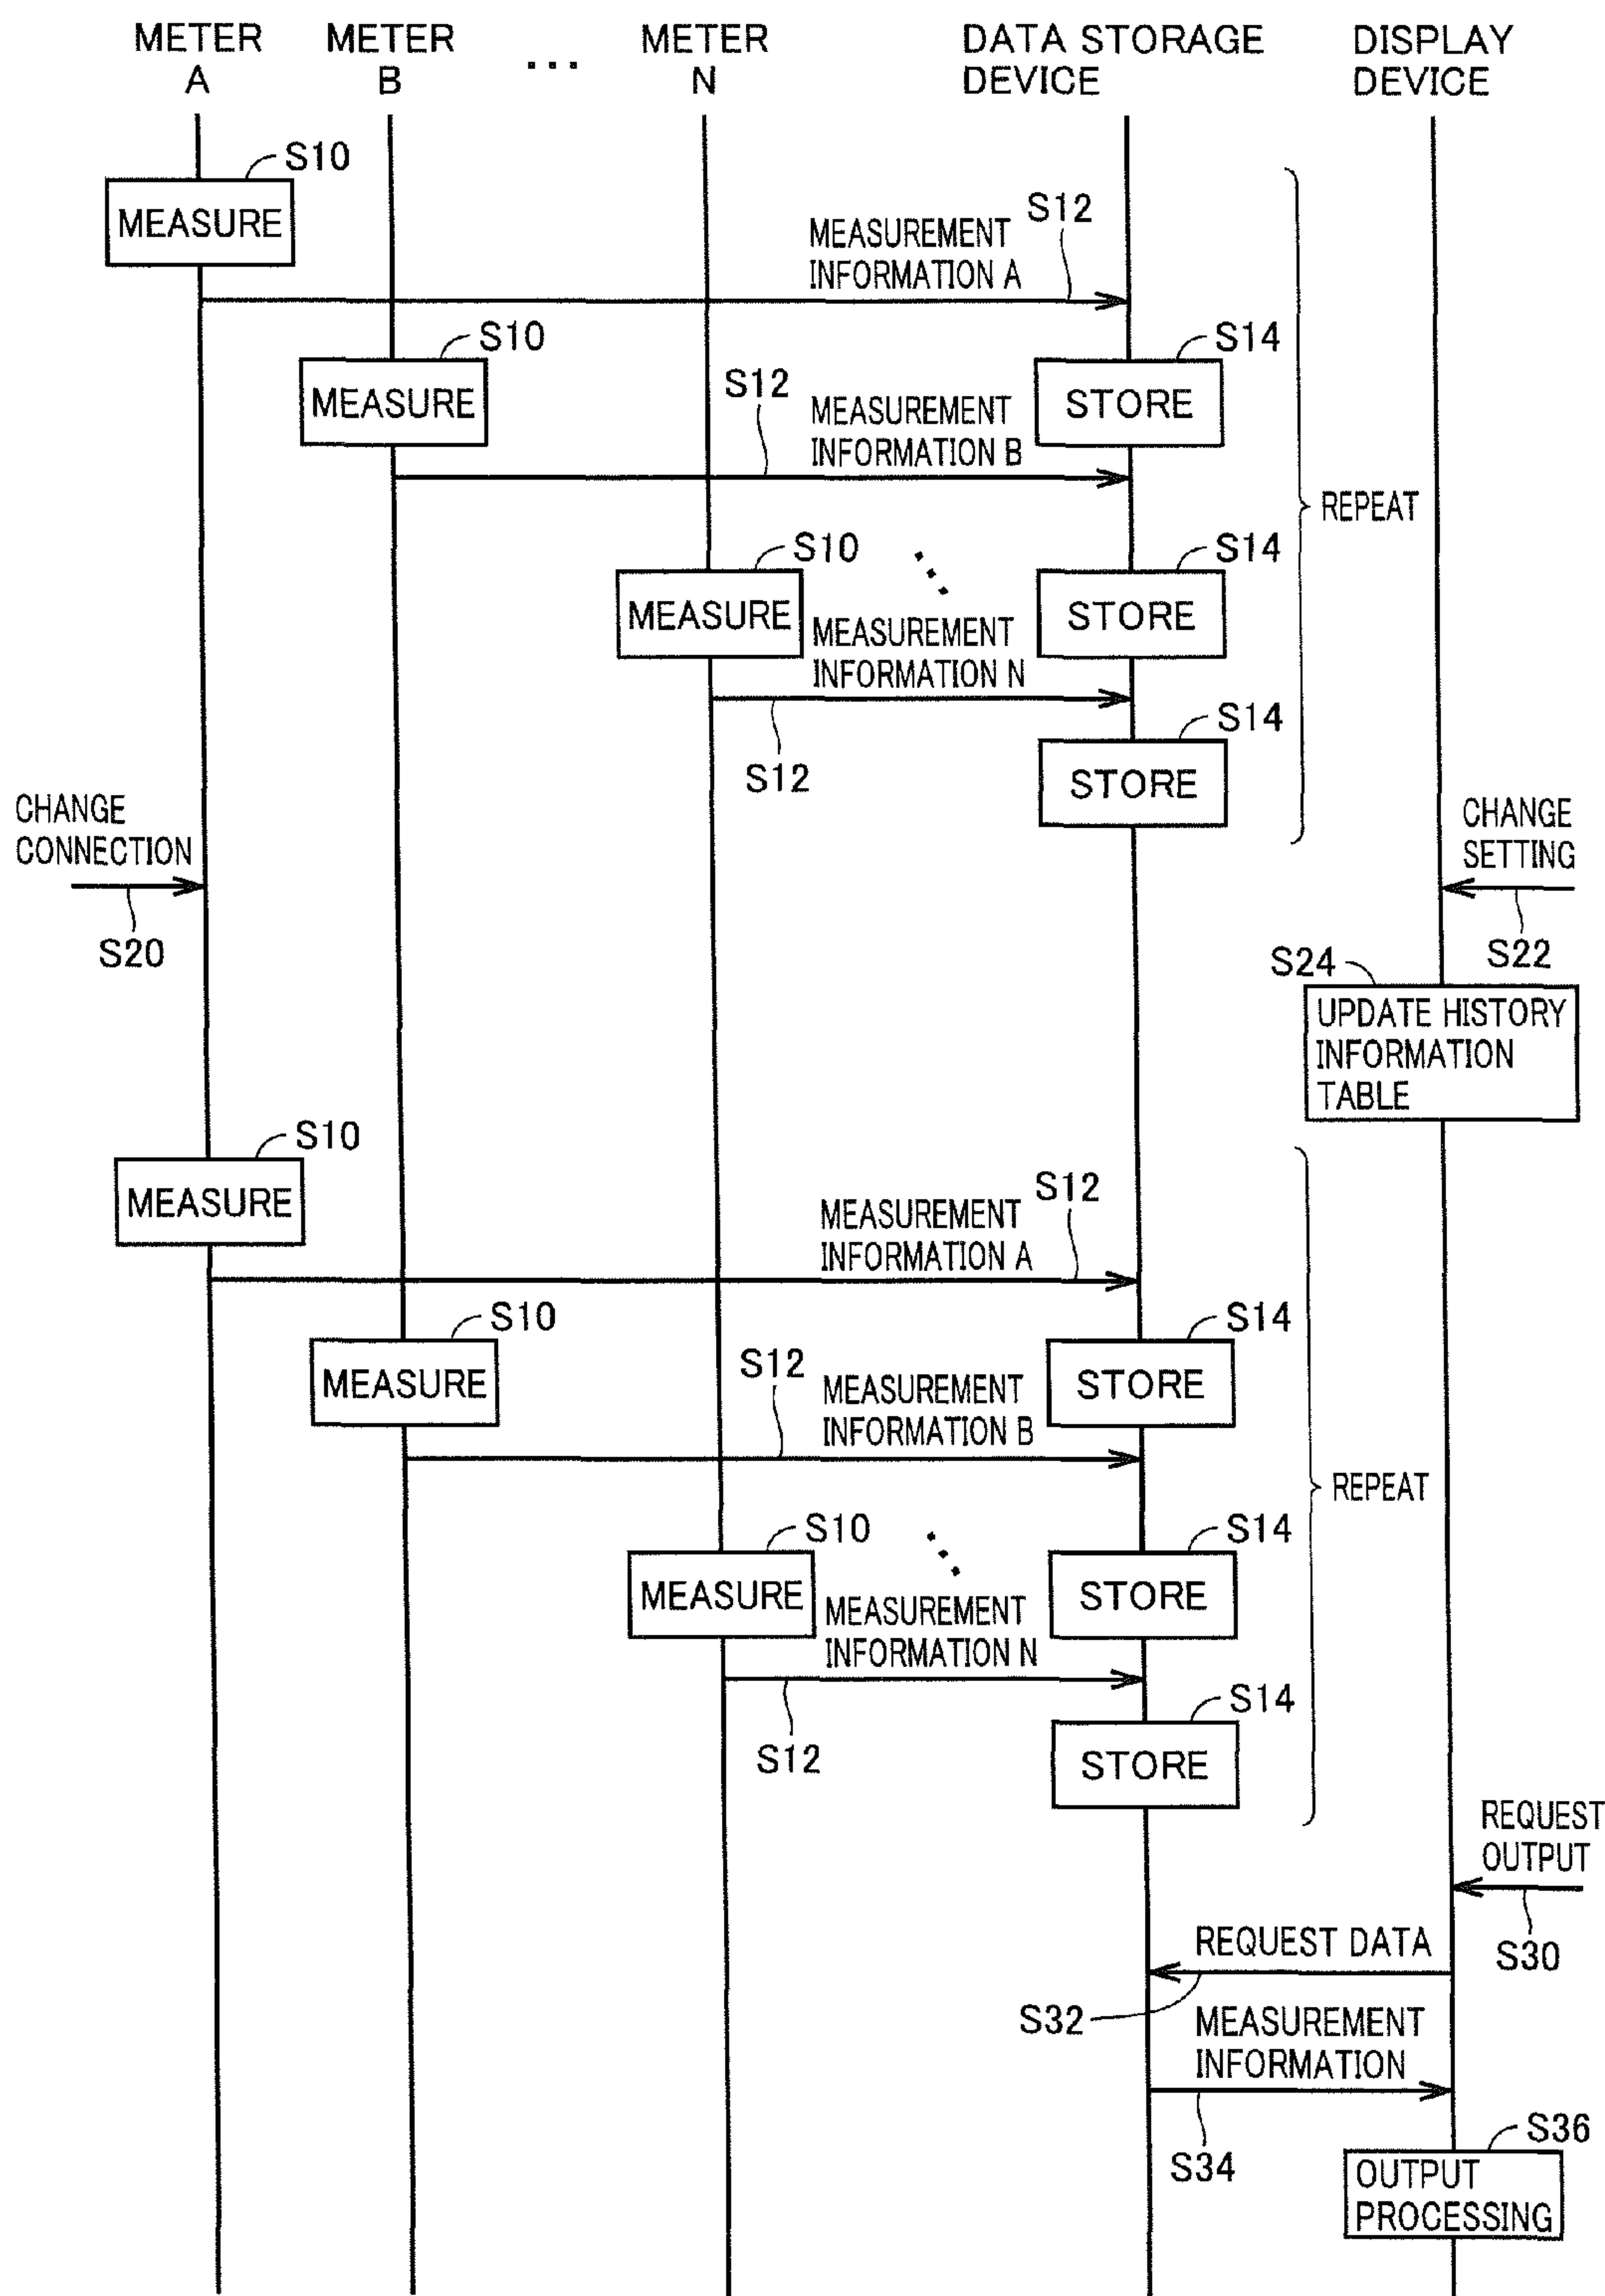 METER
A
METER
B
...
METER
N
DATA STORAGE
DEVICE
DISPLAY
DEVICE
S10
MEASURE
MEASUREMENT
INFORMATION A
S12
S10
MEASURE
S12
MEASUREMENT
INFORMATION B
S14
STORE
REPEAT
S10
MEASURE
MEASUREMENT
INFORMATION N
S12
S14
STORE
S14
STORE
CHANGE
CONNECTION
S20
CHANGE
SETTING
S22
S24
UPDATE HISTORY
INFORMATION
TABLE
S10
MEASURE
MEASUREMENT
INFORMATION A
S12
S10
MEASURE
S12
MEASUREMENT
INFORMATION B
S14
STORE
REPEAT
S10
MEASURE
MEASUREMENT
INFORMATION N
S12
S14
STORE
S14
STORE
REQUEST
OUTPUT
S30
REQUEST DATA
S32
MEASUREMENT
INFORMATION
S34
S36
OUTPUT
PROCESSING